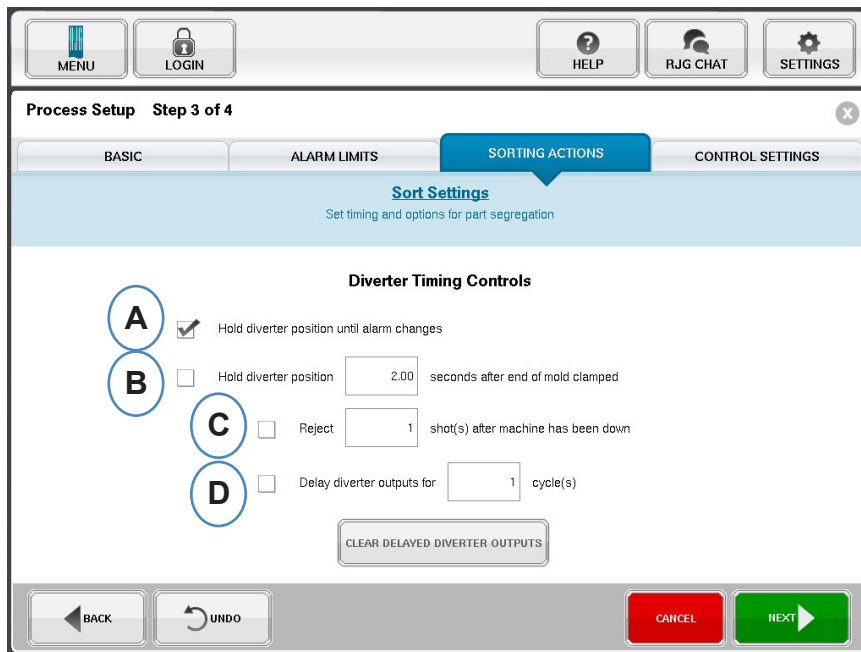 MENU
LOGIN
HELP
RJG CHAT
SETTINGS
Process Setup Step 3 of 4
X
BASIC
ALARM LIMITS
SORTING ACTIONS
CONTROL SETTINGS
Sort Settings
Set timing and options for part segregation
Diverter Timing Controls
A
Hold diverter position until alarm changes
B
Hold diverter position 2.00 seconds after end of mold clamped
C
Reject 1 shot(s) after machine has been down
D
Delay diverter outputs for 1 cycle(s)
CLEAR DELAYED DIVERTER OUTPUTS
BACK
UNDO
CANCEL
NEXT